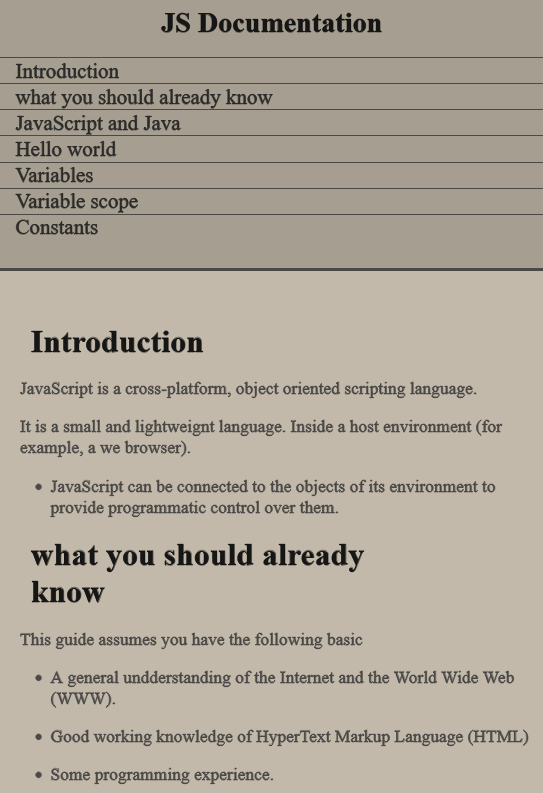 JS Documentation
Introduction
what you should already know
JavaScript and Java
Hello world
Variables
Variable scope
Constants
Introduction
JavaScript is a cross-platform, object oriented scripting language.
It is a small and lightweignt language. Inside a host environment (for
example, a we browser).
JavaScript can be connected to the objects of its environment to
provide programmatic control over them.
what you should already
know
This guide assumes you have the following basic
A general undderstanding of the Internet and the World Wide Web
(WWW).
Good working knowledge of HyperText Markup Language (HTML)
Some programming experience.